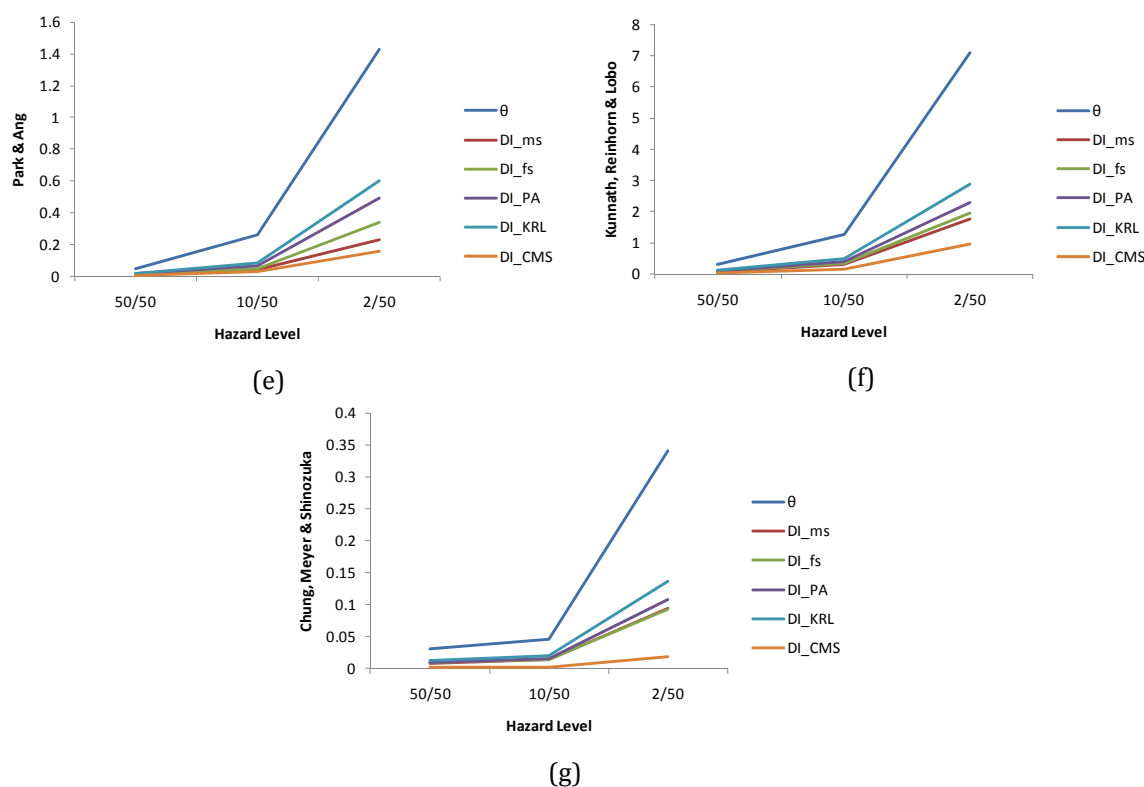 1.6
1.4
1.2
1
0.8
0.6
0.4
0.2
0
Park & Ang
50/50 10/50 2/50
Hazard Level
θ
DI_ms
DI_fs
DI_PA
DI_KRL
DI_CMS
(e)
8
7
6
5
4
3
2
1
0
Kunnath, Reinhorn & Lobo
50/50 10/50 2/50
Hazard Level
θ
DI_ms
DI_fs
DI_PA
DI_KRL
DI_CMS
(f)
0.4
0.35
0.3
0.25
0.2
0.15
0.1
0.05
0
Chung, Meyer & Shinozuka
50/50 10/50 2/50
Hazard Level
θ
DI_ms
DI_fs
DI_PA
DI_KRL
DI_CMS
(g)